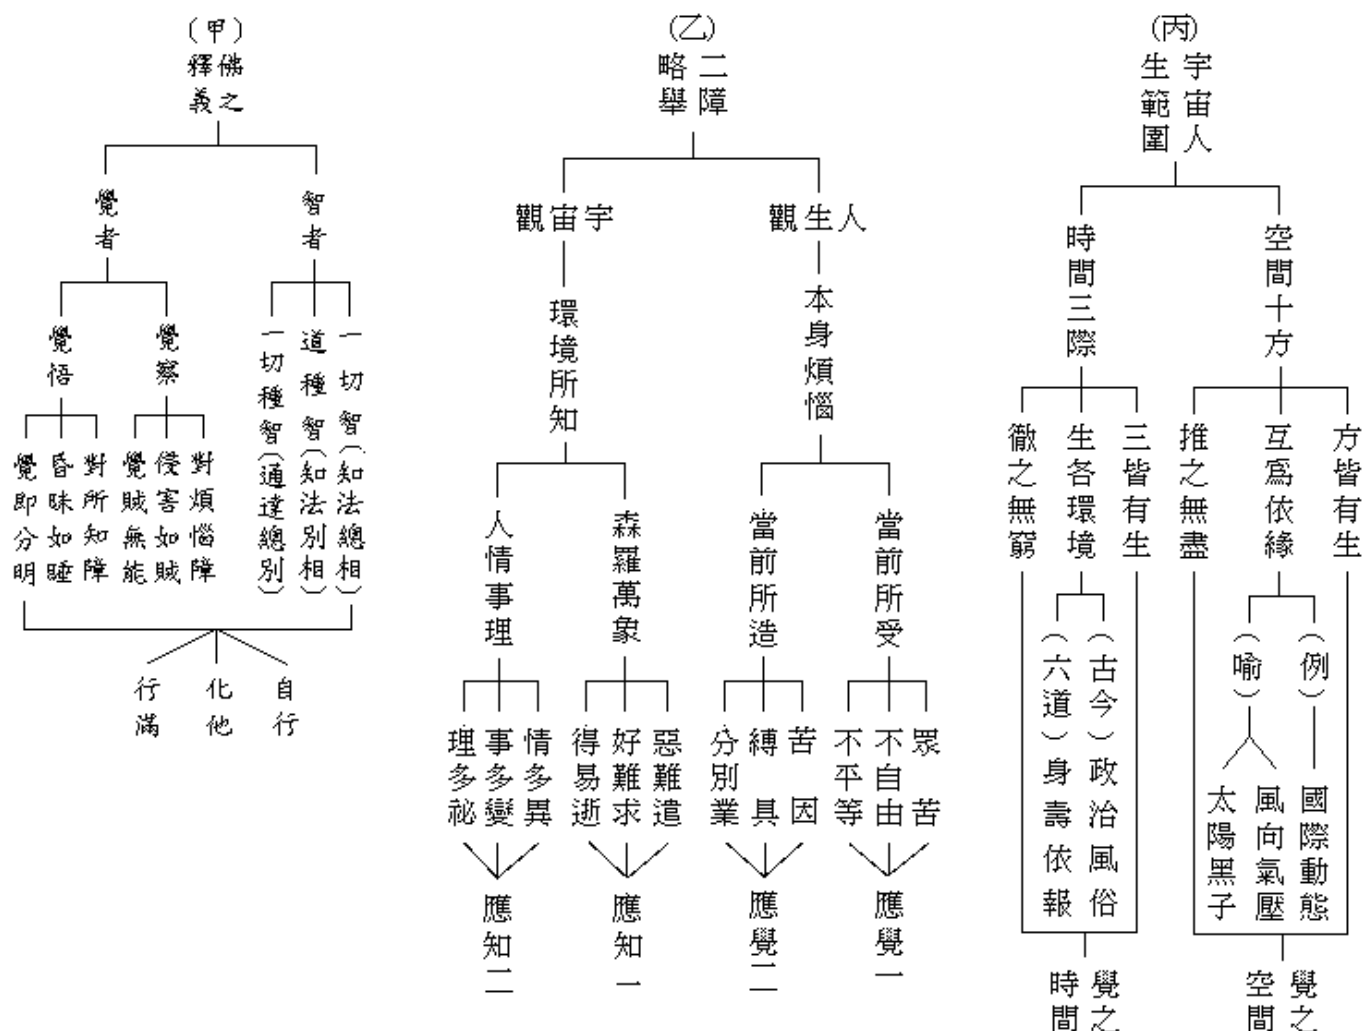 (甲)
佛之
釋義
智者
一切智(知法總相)
道種智(知法別相)
一切種智(通達總別)
覺者
覺察
對煩惱障
侵害如賊
覺賊無能
覺悟
對所知障
昏昧如睡
覺即分明
自行
化他
行滿
(乙)
二障
略舉
人生觀
本身煩惱
當前所受
眾苦
不自由
不平等
應覺一
當前所造
苦因
縛具
分別業
應覺二
宇宙觀
環境所知
森羅萬象
惡難遣
好難求
得易逝
應知一
人情事理
情多異
事多變
理多祕
應知二
(丙)
宇宙人
生範圍
空間十方
方皆有生
互爲依緣
(例)
國際動態
(喻)
風向氣壓
太陽黑子
推之無盡
覺之
空間
時間三際
三皆有生
生各環境
(古今)政治風俗
(六道)身壽依報
徹之無窮
覺之
時間